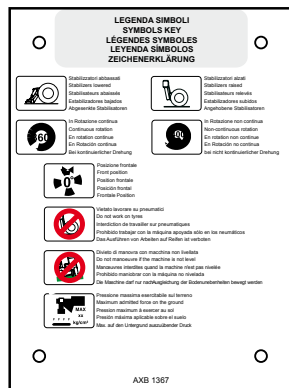 LEGENDA SIMBOLI
SYMBOLS KEY
LÉGENDES SYMBOLES
LEYENDA SÍMBOLOS
ZEICHENERKLÄRUNG
Stabilizzatori abbassati
Stabilizers lowered
Stabilisateurs abaissés
Estabilizadores bajados
Abgesenkte Stabilisatoren
Stabilizzatori alzati
Stabilizers raised
Stabilisateurs relevés
Estabilizadores subidos
Angehobene Stabilisatoren
360
In Rotazione continua
Continuous rotation
En rotation continue
En Rotación continua
Bei kontinuierlicher Drehung
In Rotazione non continua
Non-continuous rotation
En rotation non continue
En Rotación no continua
bei nicht kontinuierlicher Drehung
0°
Posizione frontale
Front position
Position frontale
Posición frontal
Frontale Position
Vietato lavorare su pneumatici
Do not work on tyres
Interdiction de travailler sur pneumatiques
Prohibido trabajar con la máquina apoyada sólo en los neumáticos
Das Ausführen von Arbeiten auf Reifen ist verboten
Divieto di manovra con macchina non livellata
Do not manoeuvre if the machine is not level
Manoeuvres interdites quand la machine n'est pas nivelée
Prohibido maniobrar con la máquina no nivelada
Die Maschine darf nur nach Ausgleichung der Bodenunebenheiten bewegt werden
MAX
xx
kg/cm²
Pressione massima esercitabile sul terreno
Maximum admitted force on the ground
Pression maximum à exercer au sol
Presión máxima aplicable sobre el suelo
Max. auf den Untergrund auszuübender Druck
AXB 1367